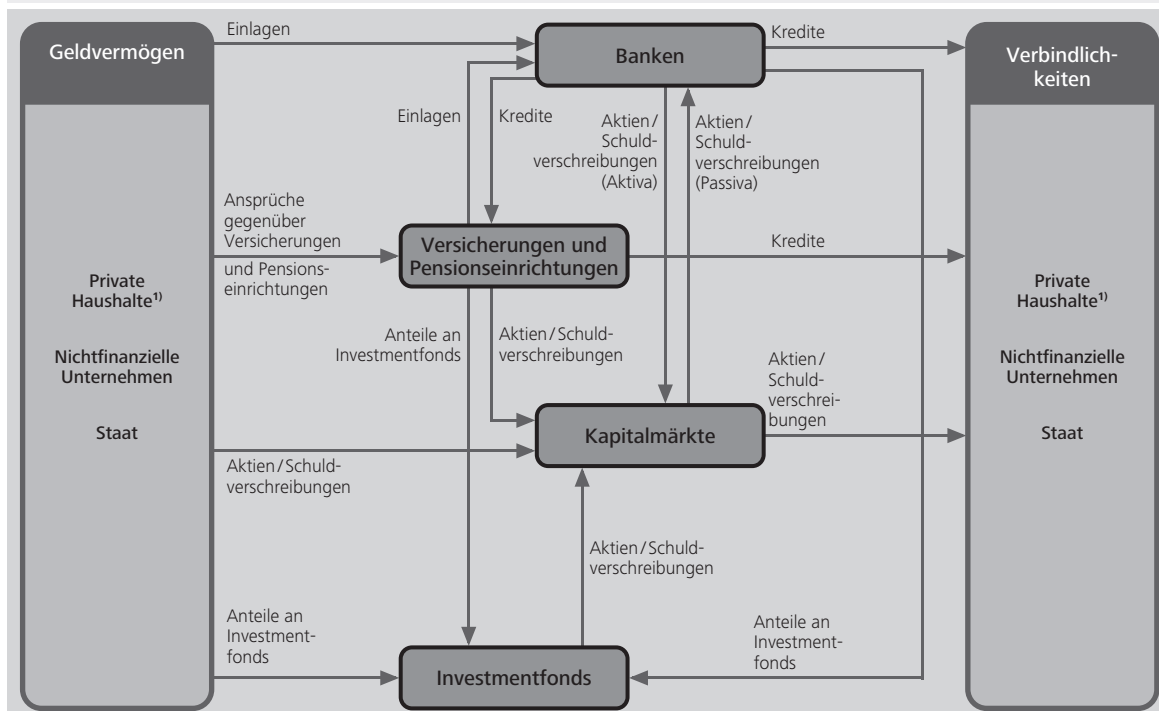 Geldvermögen
Private
Haushalte¹⁾
Nichtfinanzielle
Unternehmen
Staat
Einlagen
Banken
Kredite
Verbindlich-
keiten
Private
Haushalte¹⁾
Nichtfinanzielle
Unternehmen
Staat
Einlagen
Kredite
Aktien/
Schuld-
verschreibungen
(Aktiva)
Aktien/
Schuld-
verschreibungen
(Passiva)
Ansprüche
gegenüber
Versicherungen
und Pensions-
einrichtungen
Versicherungen und
Pensionseinrichtungen
Kredite
Anteile an
Investmentfonds
Aktien/Schuld-
verschreibungen
Aktien/
Schuld-
verschrei-
bungen
Kapitalmärkte
Aktien/Schuld-
verschreibungen
Aktien/Schuld-
verschreibungen
Anteile an
Investment-
fonds
Investmentfonds
Anteile an
Investment-
fonds